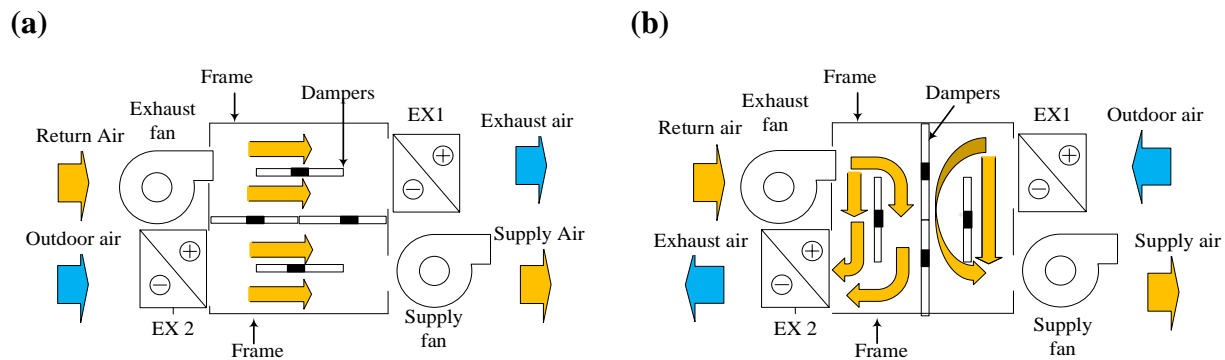 (a)
Frame
Dampers
Exhaust
fan
EX1
Return Air
Exhaust air
+
−
Outdoor air
Supply Air
+
−
EX 2
Supply
fan
Frame
(b)
Frame
Dampers
Exhaust
fan
EX1
Return air
Outdoor air
+
−
Exhaust air
Supply air
+
−
EX 2
Supply
fan
Frame